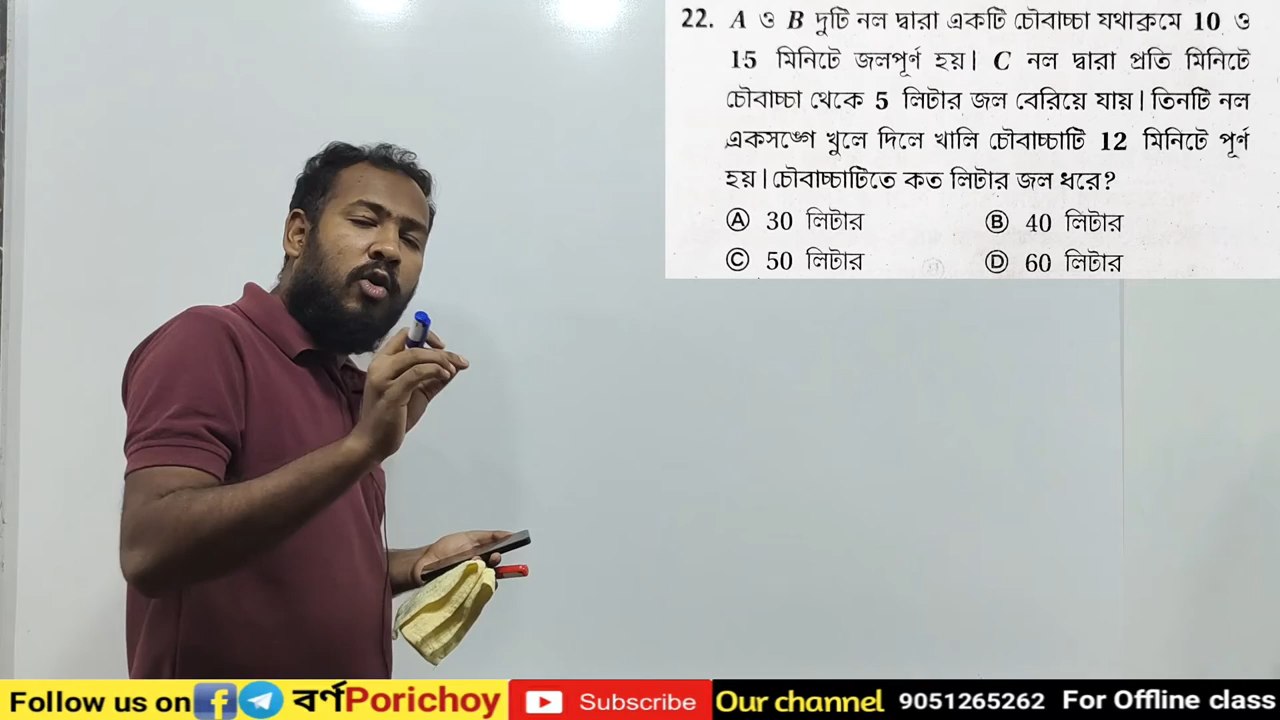 22. A ও B দুটি নল দ্বারা একটি চৌবাচ্চা যথাক্রমে 10 ও
15 মিনিটে জলপূর্ণ হয়। C নল দ্বারা প্রতি মিনিটে
চৌবাচ্চা থেকে 5 লিটার জল বেরিয়ে যায়। তিনটি নল
একসঙ্গে খুলে দিলে খালি চৌবাচ্চাটি 12 মিনিটে পূর্ণ
হয়। চৌবাচ্চাটিতে কত লিটার জল ধরে?
Ⓐ 30 লিটার Ⓑ 40 লিটার
Ⓒ 50 লিটার Ⓓ 60 লিটার
Follow us on বর্ণPorichoy Subscribe Our channel 9051265262 For Offline class